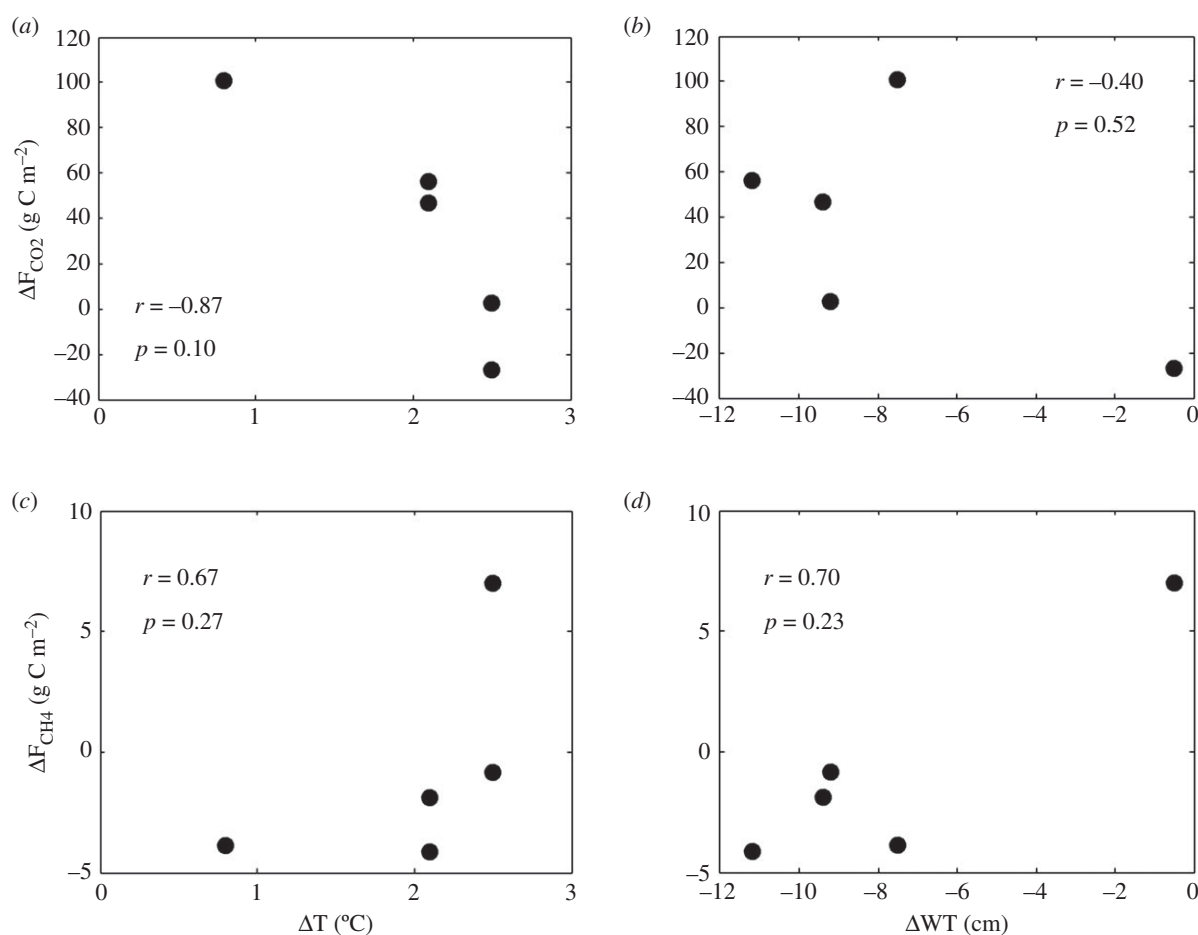 (a)
120
100
80
60
40
20
0
–20
–40
ΔF_CO2 (g C m⁻²)
r = –0.87
p = 0.10
0 1 2 3
(b)
120
100
80
60
40
20
0
–20
–40
r = –0.40
p = 0.52
–12 –10 –8 –6 –4 –2 0
(c)
10
5
0
–5
ΔF_CH4 (g C m⁻²)
r = 0.67
p = 0.27
0 1 2 3
ΔT (ºC)
(d)
10
5
0
–5
r = 0.70
p = 0.23
–12 –10 –8 –6 –4 –2 0
ΔWT (cm)